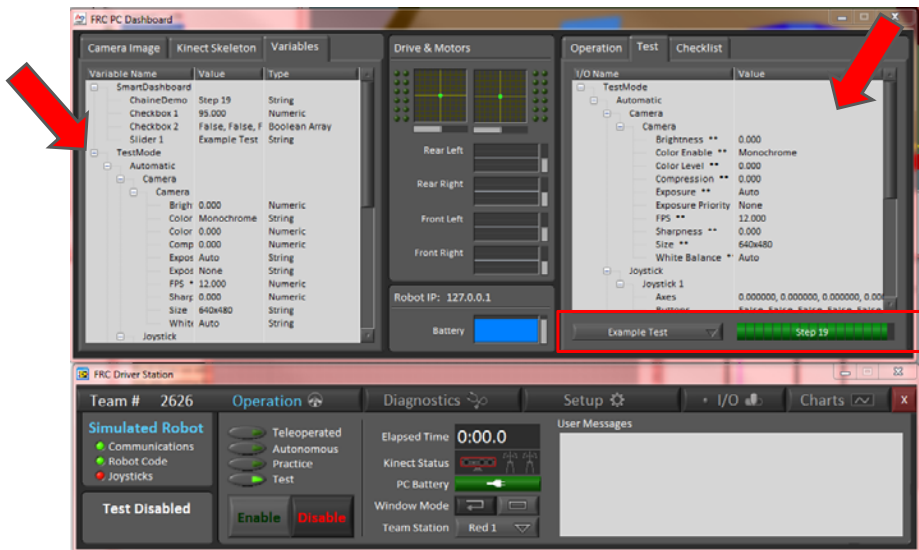 FRC PC Dashboard
Camera Image Kinect Skeleton Variables
Variable Name Value Type
SmartDashboard
ChaineDemo Step 19 String
Checkbox 1 95.000 Numeric
Checkbox 2 False, False, F Boolean Array
Slider 1 Example Test String
TestMode
Automatic
Camera
Camera
Bright 0.000 Numeric
Color Monochrome String
Color 0.000 Numeric
Comp 0.000 Numeric
Expos Auto String
Expos None String
FPS * 12.000 Numeric
Sharp 0.000 Numeric
Size 640x480 String
White Auto String
Joystick
Drive & Motors
Rear Left
Rear Right
Front Left
Front Right
Robot IP: 127.0.0.1
Battery
Operation Test Checklist
I/O Name Value
TestMode
Automatic
Camera
Camera
Brightness ** 0.000
Color Enable ** Monochrome
Color Level ** 0.000
Compression ** 0.000
Exposure ** Auto
Exposure Priority None
FPS ** 12.000
Sharpness ** 0.000
Size ** 640x480
White Balance * Auto
Joystick
Joystick 1
Axes 0.000000, 0.000000, 0.000000, 0.00
Buttons False, False, False, False, False
Example Test Step 19
FRC Driver Station
Team # 2626 Operation Diagnostics Setup I/O Charts X
Simulated Robot
Communications
Robot Code
Joysticks
Test Disabled
Teleoperated
Autonomous
Practice
Test
Enable Disable
Elapsed Time 0:00.0
Kinect Status
PC Battery
Window Mode
Team Station Red 1
User Messages